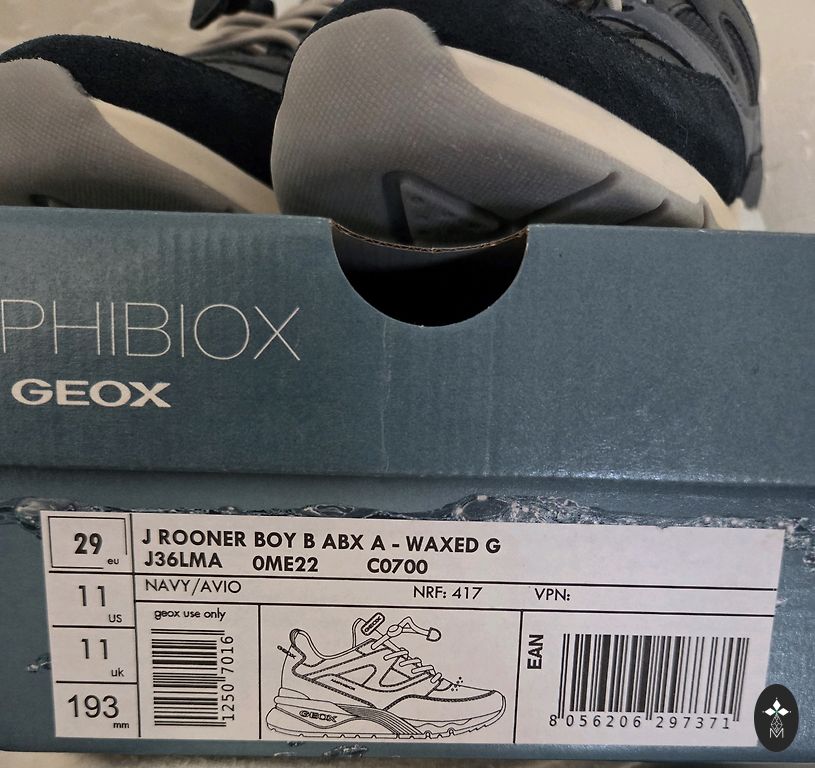 PHIBIOX
GEOX
29 eu
J ROONER BOY B ABX A - WAXED G
J36LMA 0ME22 C0700
11 us
NAVY/AVIO NRF: 417 VPN:
geox use only
11 uk
193 mm
1250 7016
GEOX
EAN
8 056206 297371
M